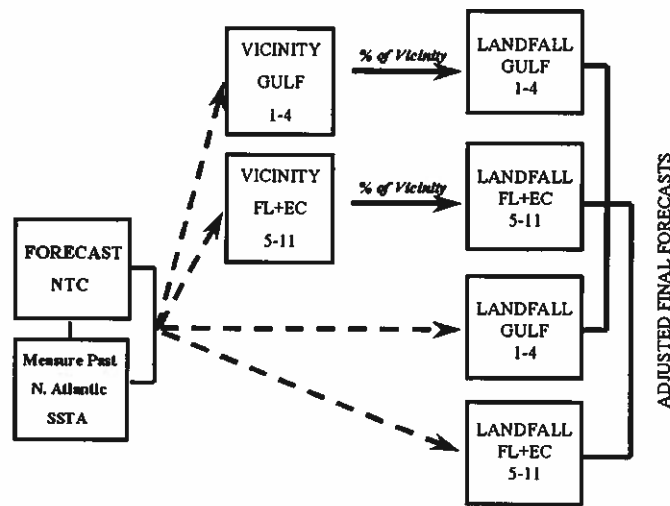 VICINITY
GULF
1-4
% of Vicinity
LANDFALL
GULF
1-4
VICINITY
FL+EC
5-11
% of Vicinity
LANDFALL
FL+EC
5-11
FORECAST
NTC
Measure Past
N. Atlantic
SSTA
LANDFALL
GULF
1-4
LANDFALL
FL+EC
5-11
ADJUSTED FINAL FORECASTS